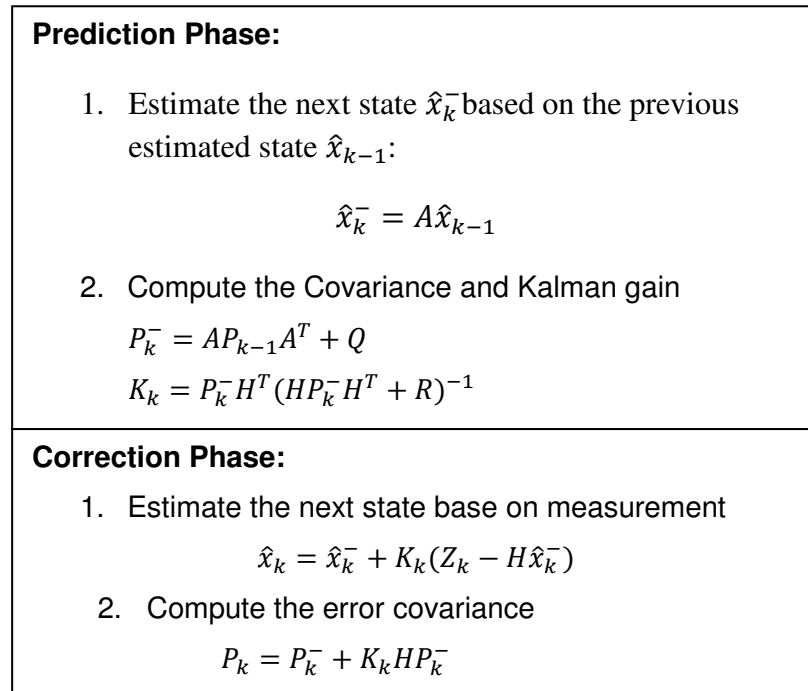 Prediction Phase:
1. Estimate the next state x̂ₖ⁻ based on the previous
estimated state x̂ₖ₋₁:
x̂ₖ⁻ = Ax̂ₖ₋₁
2. Compute the Covariance and Kalman gain
Pₖ⁻ = APₖ₋₁Aᵀ + Q
Kₖ = Pₖ⁻Hᵀ(HPₖ⁻Hᵀ + R)⁻¹
Correction Phase:
1. Estimate the next state base on measurement
x̂ₖ = x̂ₖ⁻ + Kₖ(Zₖ − Hx̂ₖ⁻)
2. Compute the error covariance
Pₖ = Pₖ⁻ + KₖHPₖ⁻